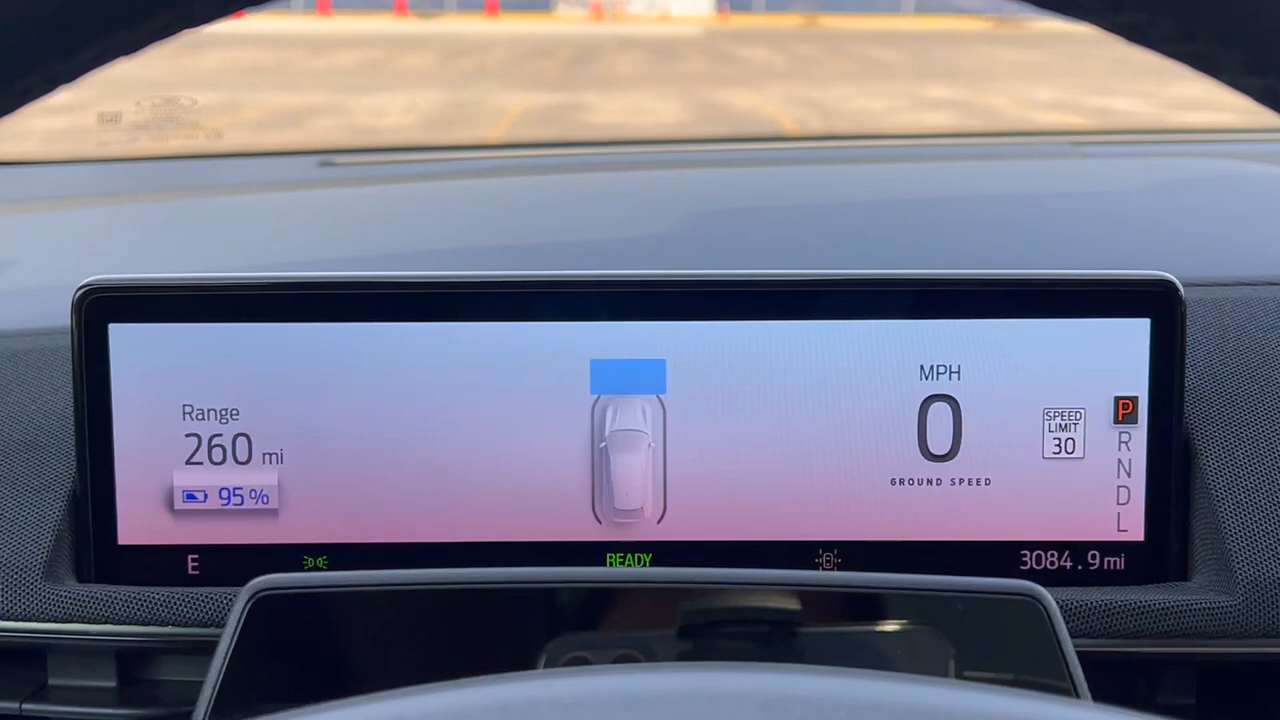 MPH
Range
0
260 mi
95%
GROUND SPEED
SPEED
LIMIT
30
P
R
N
D
L
E
READY
3084.9 mi